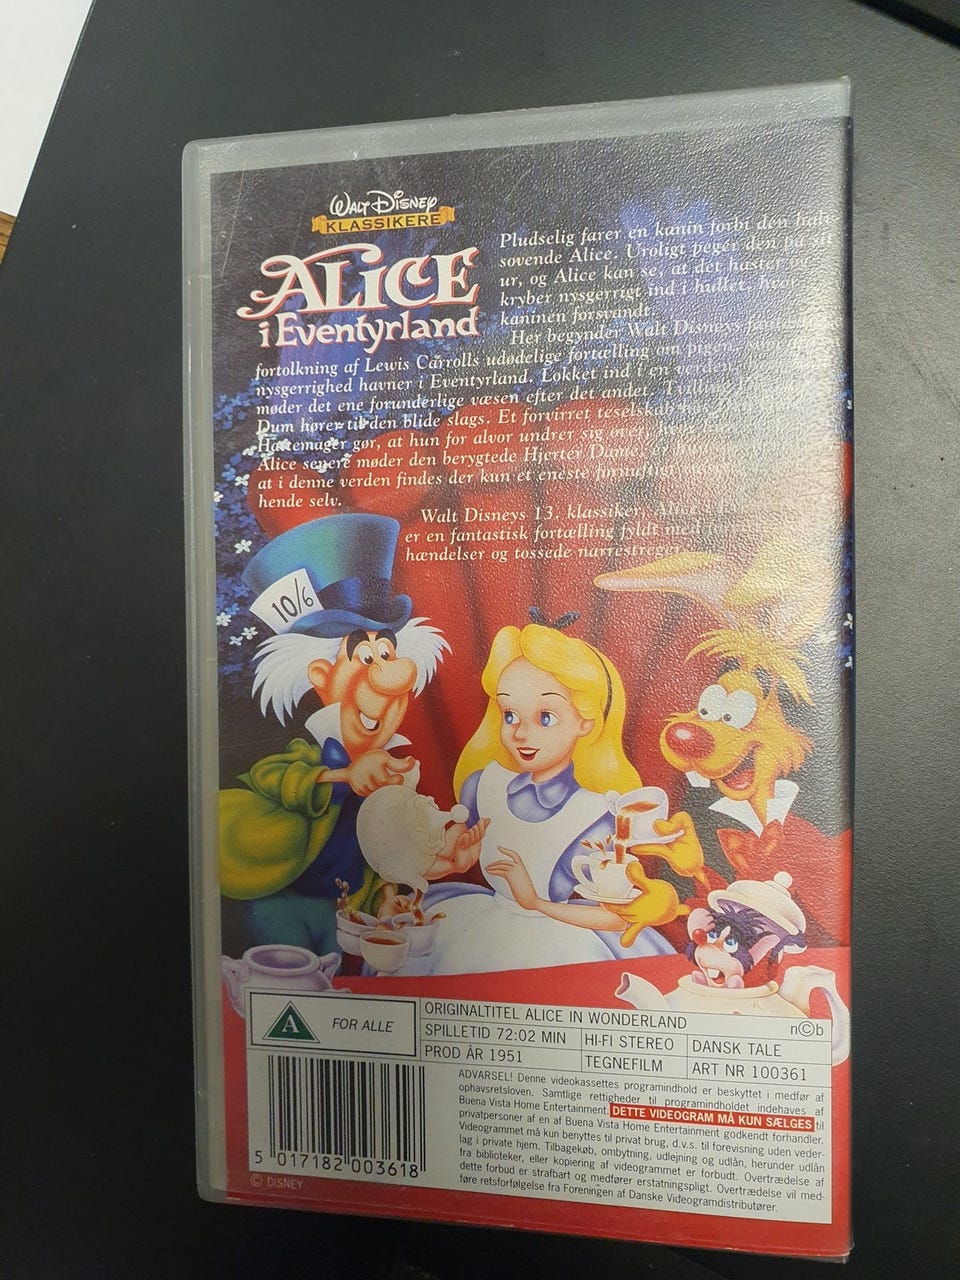 WALT DISNEY
KLASSIKERE
ALICE
i Eventyrland
Pludselig farer en kanin forbi den halv-
sovende Alice. Uroligt peger den på sit
ur, og Alice kan se, at det haster og
kryber nysgerrigt ind i hullet, hvor
kaninen forsvandt.
Her begynder Walt Disneys
fortolkning af Lewis Carrolls udødelige fortælling om pigen
nysgerrighed havner i Eventyrland. Lokket ind i en verden
møder det ene forunderlige væsen efter det andet.
Dum hører til den blide slags. Et forvirret teselskab
Hattemager gør, at hun for alvor undrer sig over
Alice senere møder den berygtede Hjerter Dame,
at i denne verden findes der kun et eneste fornuftigt
hende selv.
Walt Disneys 13. klassiker, Alice
er en fantastisk fortælling fyldt med
hændelser og tossede narrestreger.
10/6
A FOR ALLE
ORIGINALTITEL ALICE IN WONDERLAND n©b
SPILLETID 72:02 MIN HI-FI STEREO DANSK TALE
PROD ÅR 1951 TEGNEFILM ART NR 100361
ADVARSEL! Denne videokassettes programindhold er beskyttet i medfør af
ophavsretsloven. Samtlige rettigheder til programindholdet indehaves af
Buena Vista Home Entertainment. DETTE VIDEOGRAM MÅ KUN SÆLGES til
privatpersoner af en af Buena Vista Home Entertainment godkendt forhandler.
Videogrammet må kun benyttes til privat brug, d.v.s. til forevisning uden veder-
lag i privat hjem. Tilbagekøb, ombytning, udlejning og udlån, herunder udlån
fra biblioteker, eller kopiering af videogrammet er forbudt. Overtrædelse af
dette forbud er strafbart og medfører erstatningspligt. Overtrædelse vil med-
føre retsforfølgelse fra Foreningen af Danske Videogramdistributører.
5 017182 003618
© DISNEY